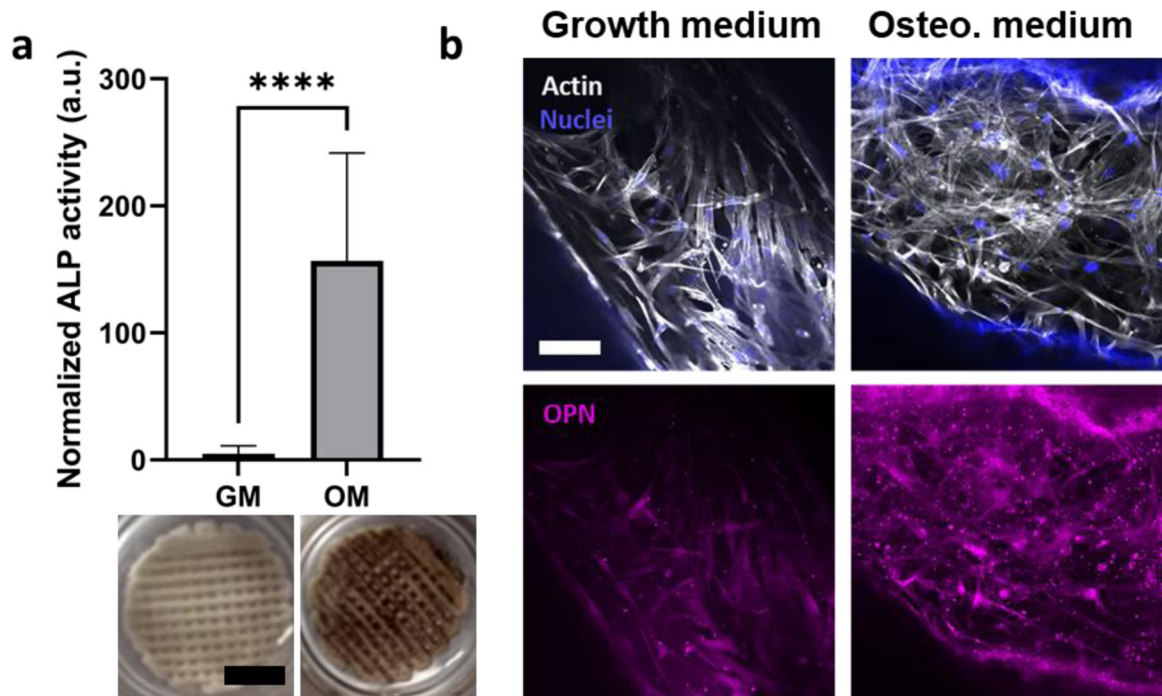 a
Normalized ALP activity (a.u.)
300
200
100
0
****
GM
OM
b
Growth medium
Osteo. medium
Actin
Nuclei
OPN